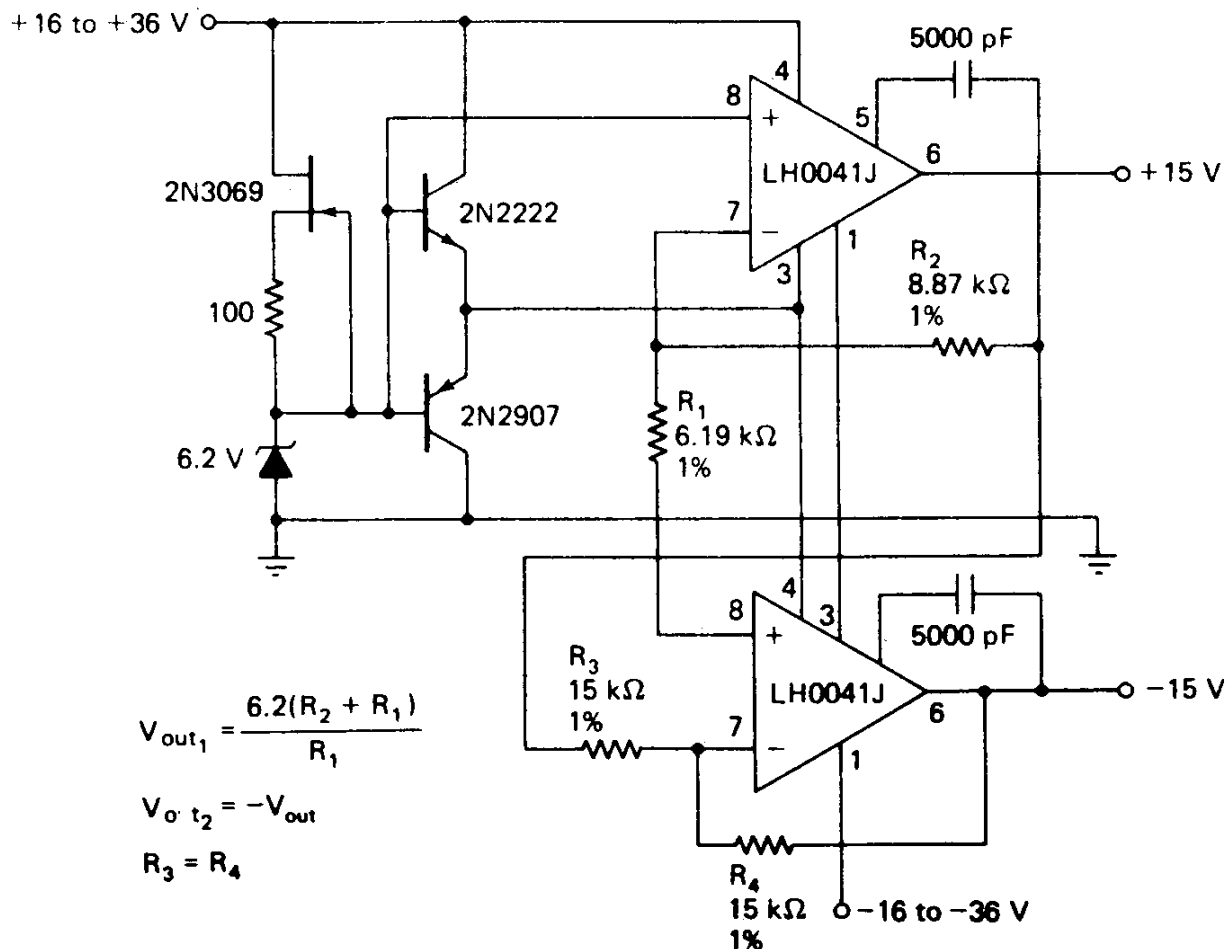 +16 to +36 V
5000 pF
4
8
+
5
6
LH0041J
+15 V
2N3069
2N2222
7
−
3
1
R2
8.87 kΩ
1%
100
2N2907
R1
6.19 kΩ
1%
6.2 V
4
3
8
+
5000 pF
R3
15 kΩ
1%
LH0041J
6
−15 V
7
−
1
Vout1 = 6.2(R2 + R1)
R1
Vo t2 = −Vout
R3 = R4
R4
15 kΩ
1%
−16 to −36 V